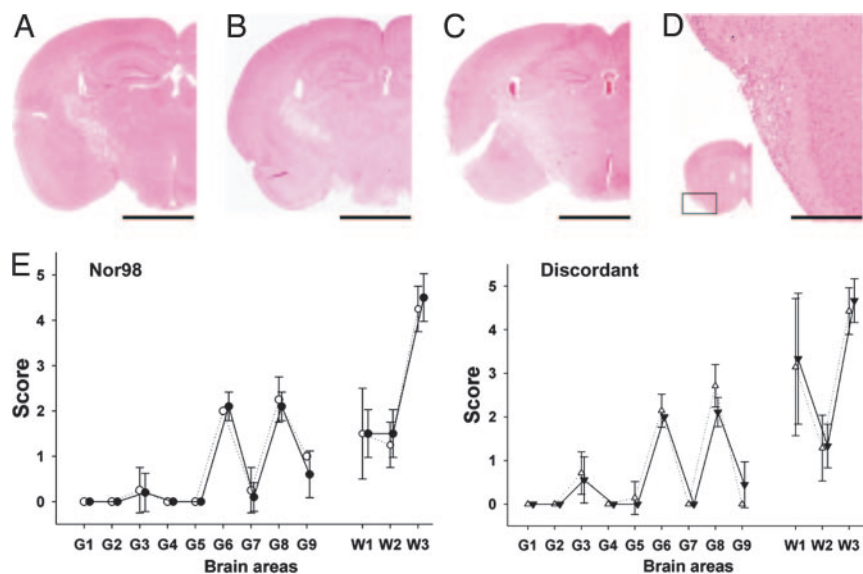 A
B
C
D
E
Nor98
Discordant
Score
5
4
3
2
1
0
G1 G2 G3 G4 G5 G6 G7 G8 G9 W1 W2 W3
Brain areas
Score
5
4
3
2
1
0
G1 G2 G3 G4 G5 G6 G7 G8 G9 W1 W2 W3
Brain areas